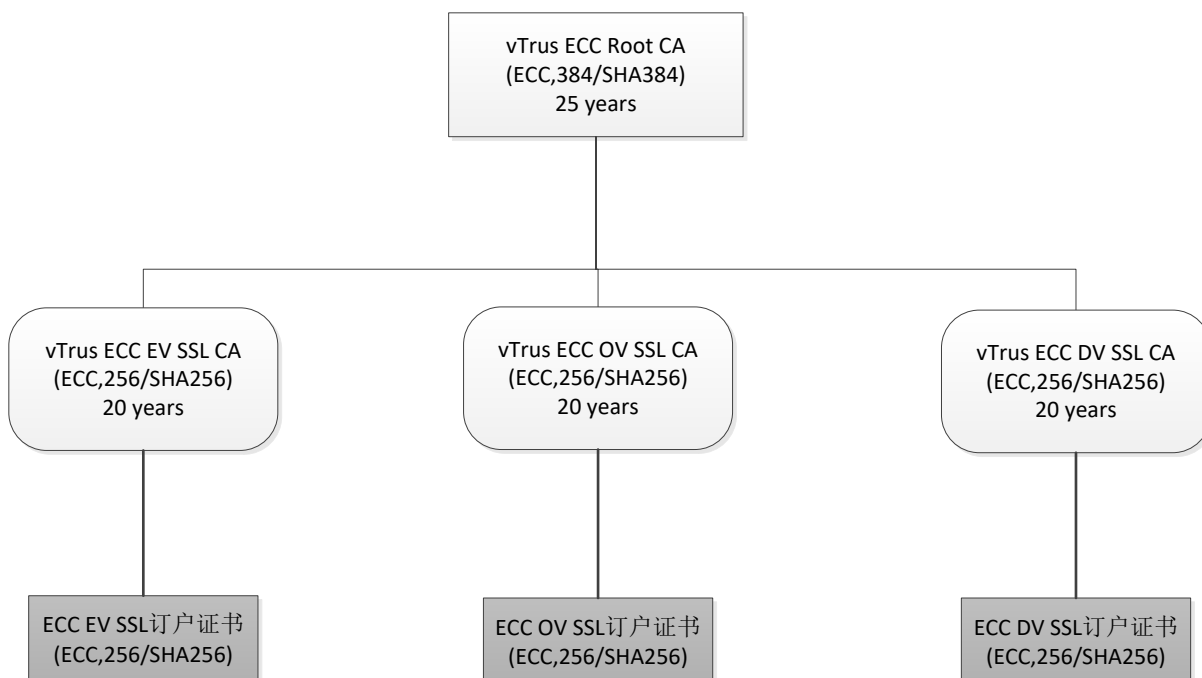 vTrus ECC Root CA
(ECC,384/SHA384)
25 years
vTrus ECC EV SSL CA
(ECC,256/SHA256)
20 years
vTrus ECC OV SSL CA
(ECC,256/SHA256)
20 years
vTrus ECC DV SSL CA
(ECC,256/SHA256)
20 years
ECC EV SSL订户证书
(ECC,256/SHA256)
ECC OV SSL订户证书
(ECC,256/SHA256)
ECC DV SSL订户证书
(ECC,256/SHA256)